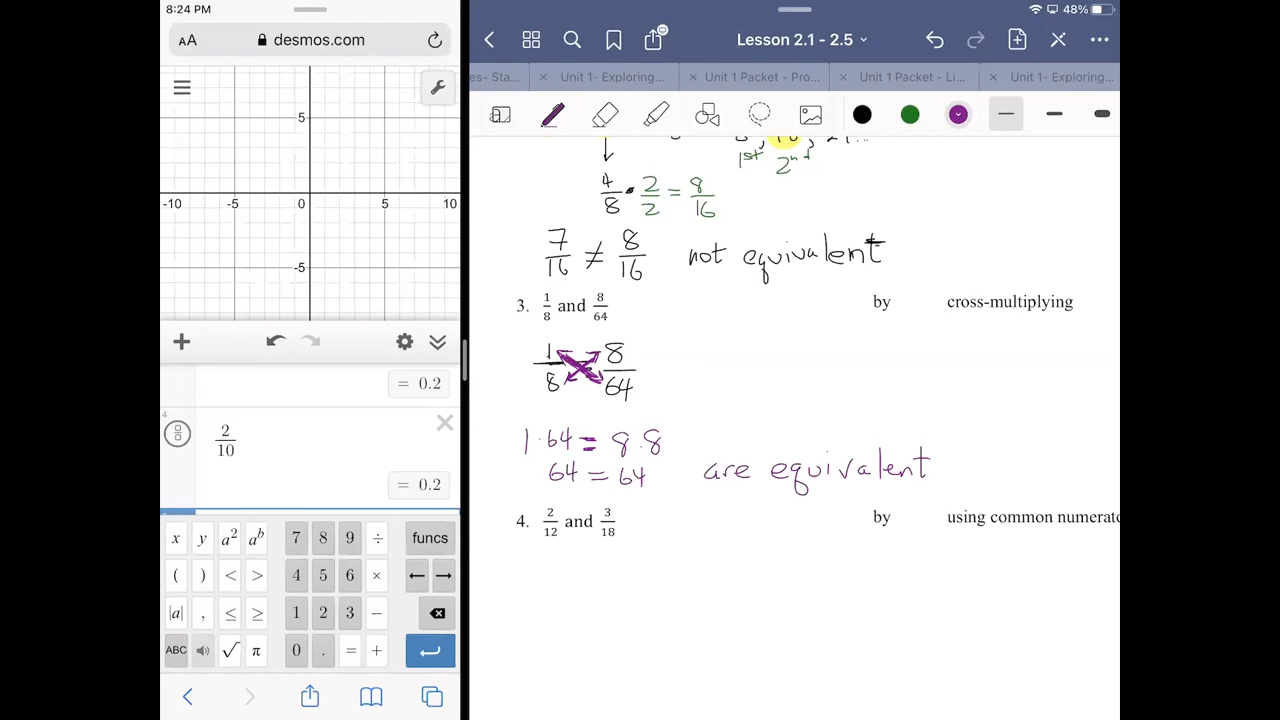 8:24 PM
48%
AA desmos.com
Lesson 2.1 - 2.5
es- Sta...
× Unit 1- Exploring...
× Unit 1 Packet - Pro...
× Unit 1 Packet - Li...
× Unit 1- Exploring...
5
-10 -5 0 5 10
-5
= 0.2
4
2/10
= 0.2
x y a² aᵇ 7 8 9 ÷ funcs
( ) < > 4 5 6 × ← →
|a| , ≤ ≥ 1 2 3 −
ABC √ π 0 . = +
1st 2nd
4/8 · 2/2 = 8/16
7/16 ≠ 8/16 not equivalent
3. 1/8 and 8/64 by cross-multiplying
1/8 = 8/64
1·64 = 8.8
64 = 64 are equivalent
4. 2/12 and 3/18 by using common numerato